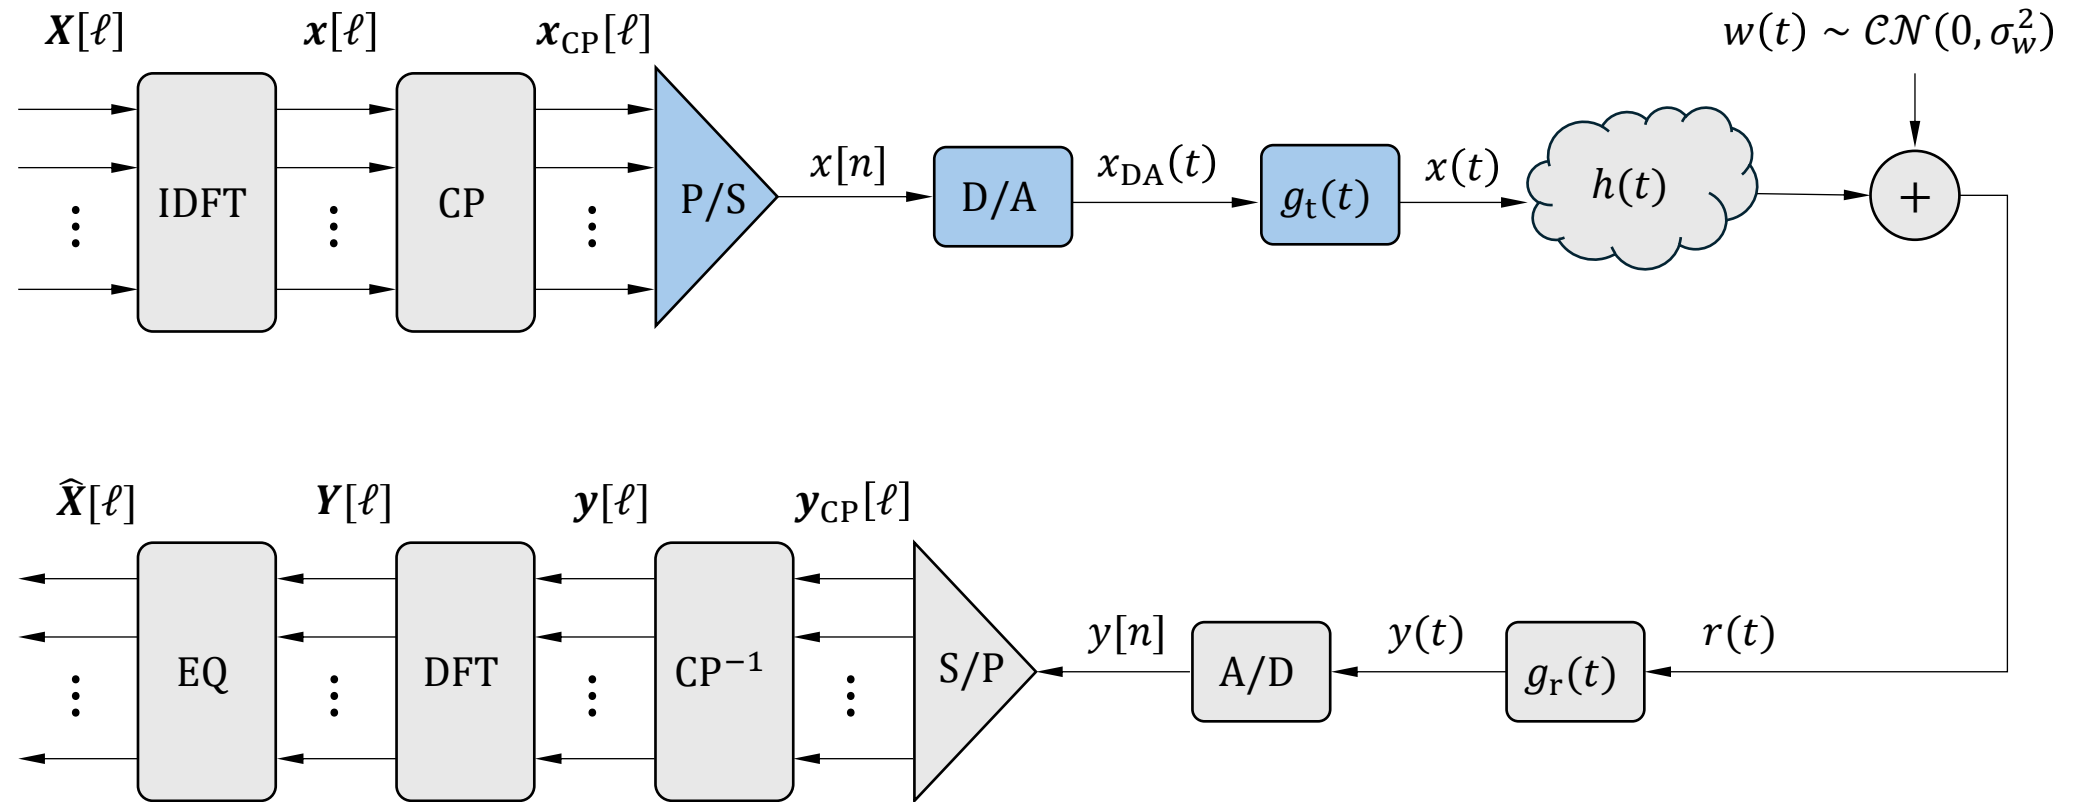 𝑿[ℓ] 𝒙[ℓ] 𝒙_CP[ℓ] w(t) ~ 𝒞𝒩(0, σ_w^2)
IDFT CP P/S x[n] D/A x_DA(t) g_t(t) x(t) h(t) +
⋮ ⋮ ⋮
𝑿̂[ℓ] 𝒀[ℓ] 𝒚[ℓ] 𝒚_CP[ℓ]
EQ DFT CP⁻¹ S/P y[n] A/D y(t) g_r(t) r(t)
⋮ ⋮ ⋮ ⋮